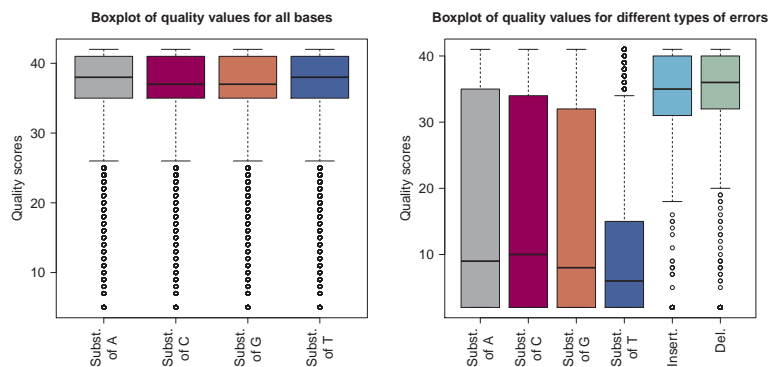 Boxplot of quality values for all bases
Quality scores
40
30
20
10
Subst. of A
Subst. of C
Subst. of G
Subst. of T
Boxplot of quality values for different types of errors
Quality scores
40
30
20
10
Subst. of A
Subst. of C
Subst. of G
Subst. of T
Insert.
Del.